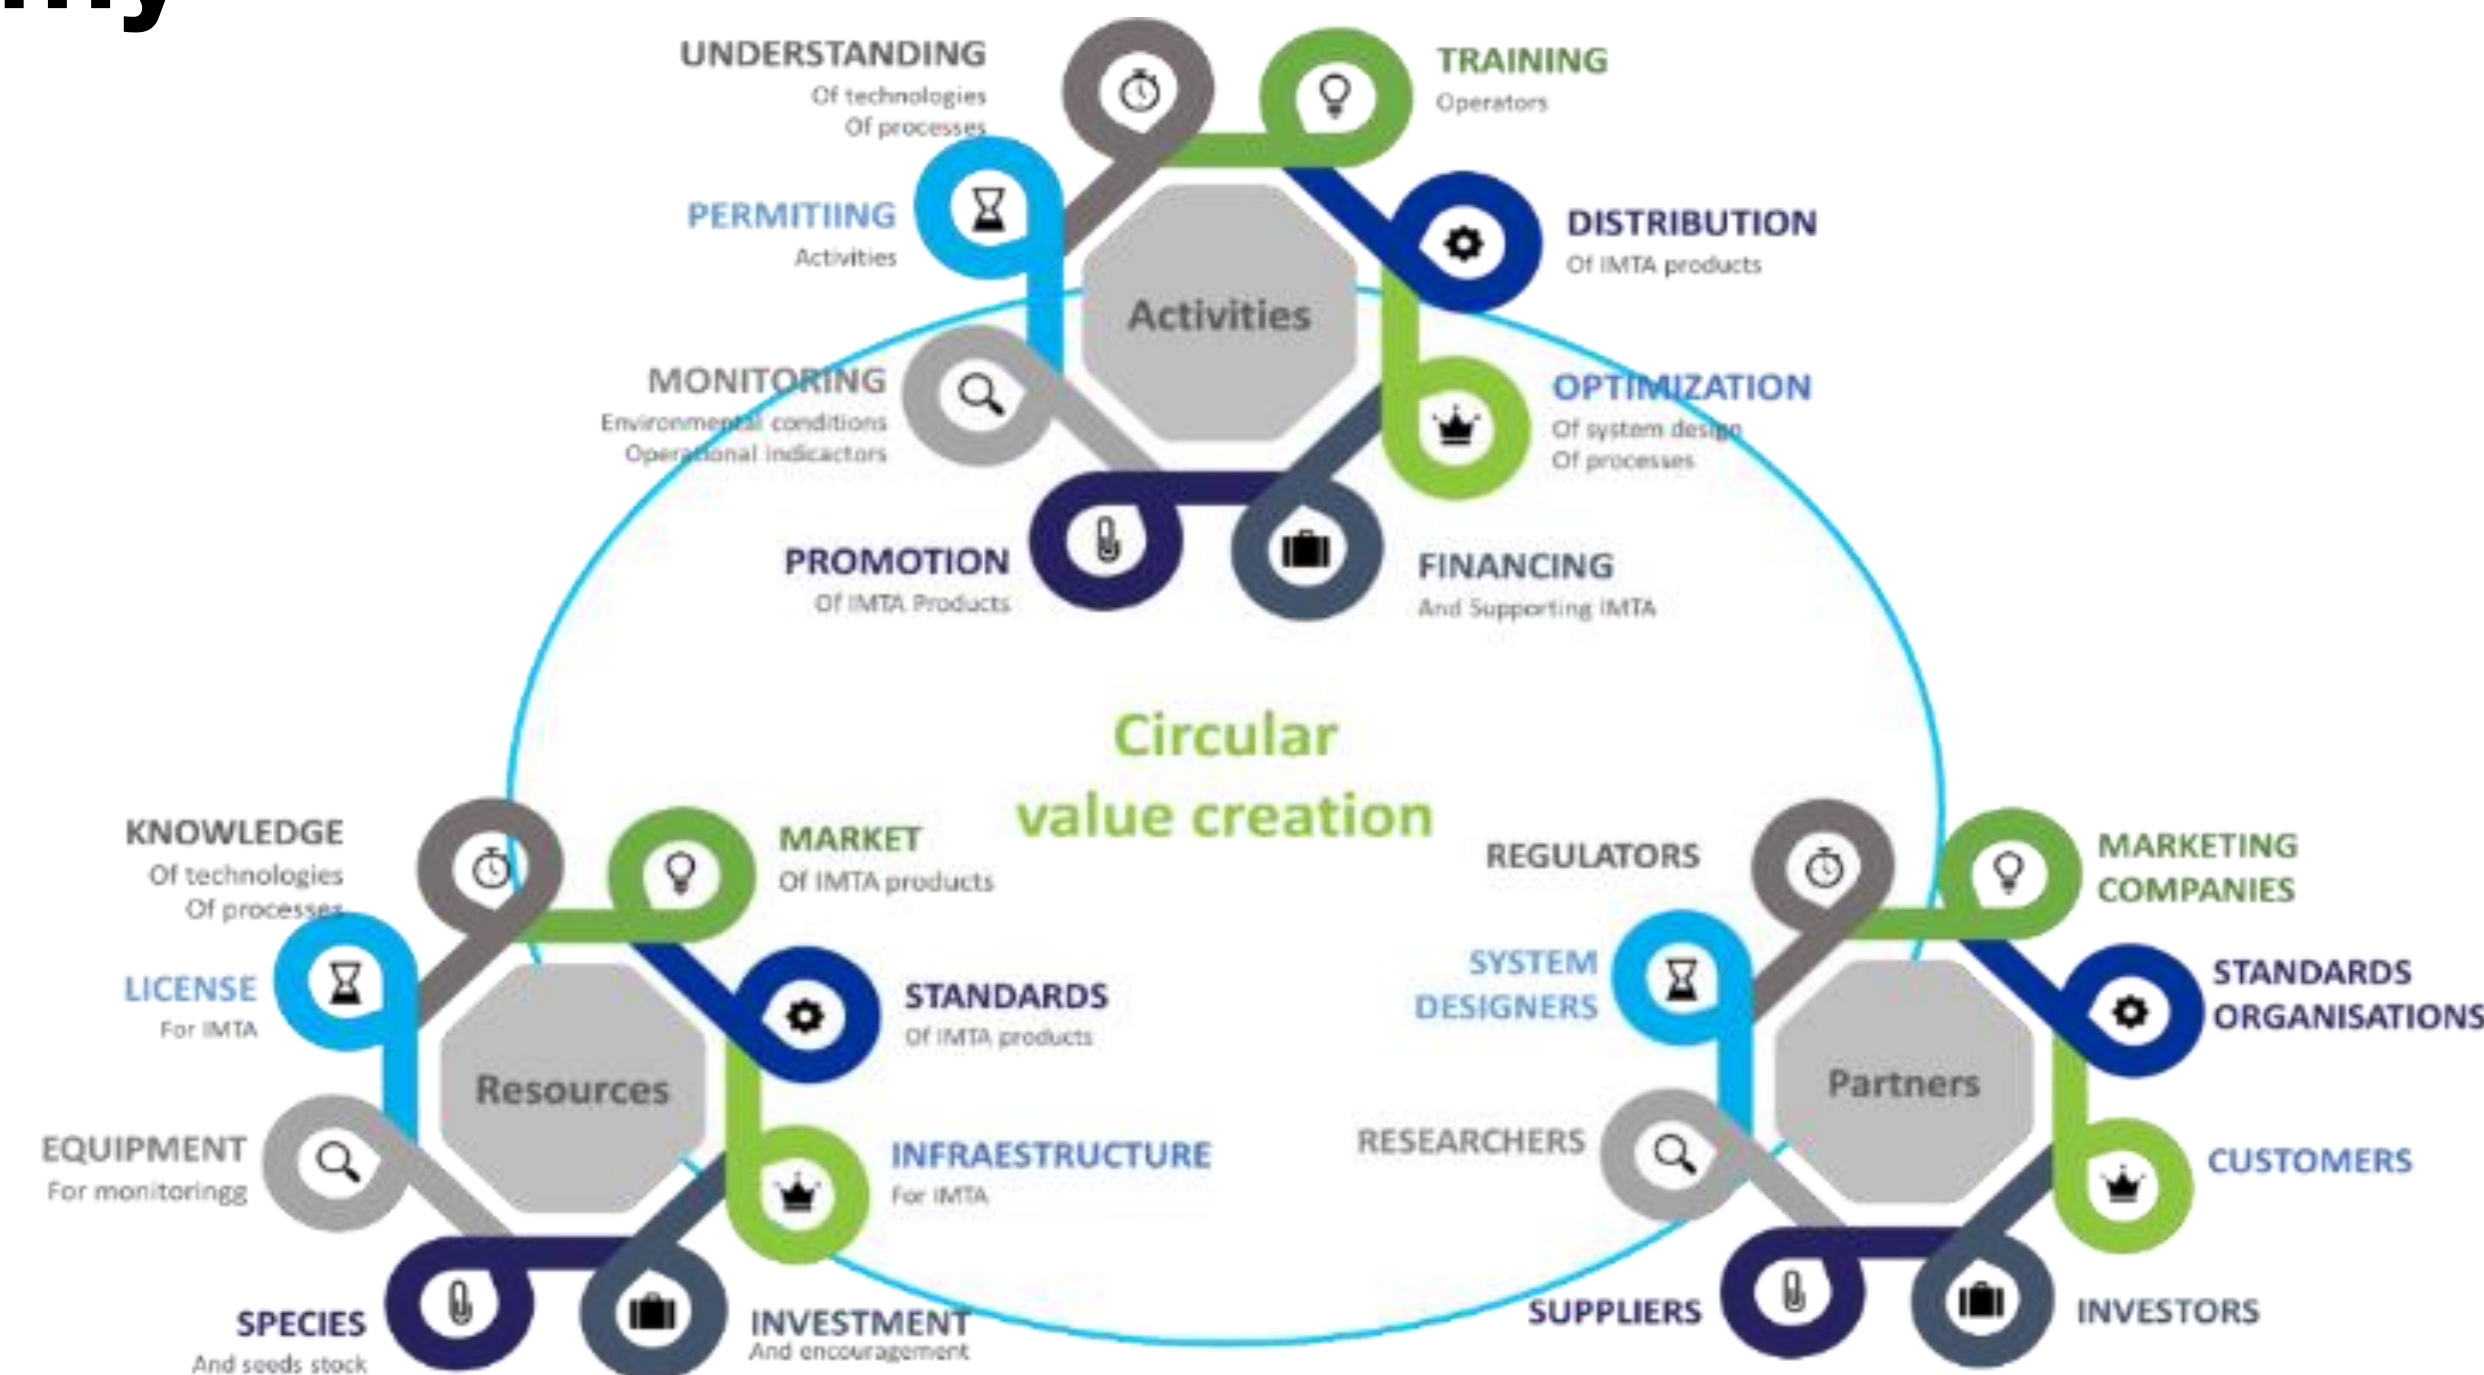 my
UNDERSTANDING
Of technologies
Of processes
TRAINING
Operators
PERMITIING
Activities
DISTRIBUTION
Of IMTA products
Activities
MONITORING
Environmental conditions
Operational indicactors
OPTIMIZATION
Of system design
Of processes
PROMOTION
Of IMTA Products
FINANCING
And Supporting IMTA
Circular
value creation
KNOWLEDGE
Of technologies
Of processes
MARKET
Of IMTA products
LICENSE
For IMTA
STANDARDS
Of IMTA products
Resources
EQUIPMENT
For monitoringg
INFRAESTRUCTURE
For IMTA
SPECIES
And seeds stock
INVESTMENT
And encouragement
REGULATORS
MARKETING
COMPANIES
SYSTEM
DESIGNERS
STANDARDS
ORGANISATIONS
Partners
RESEARCHERS
CUSTOMERS
SUPPLIERS
INVESTORS